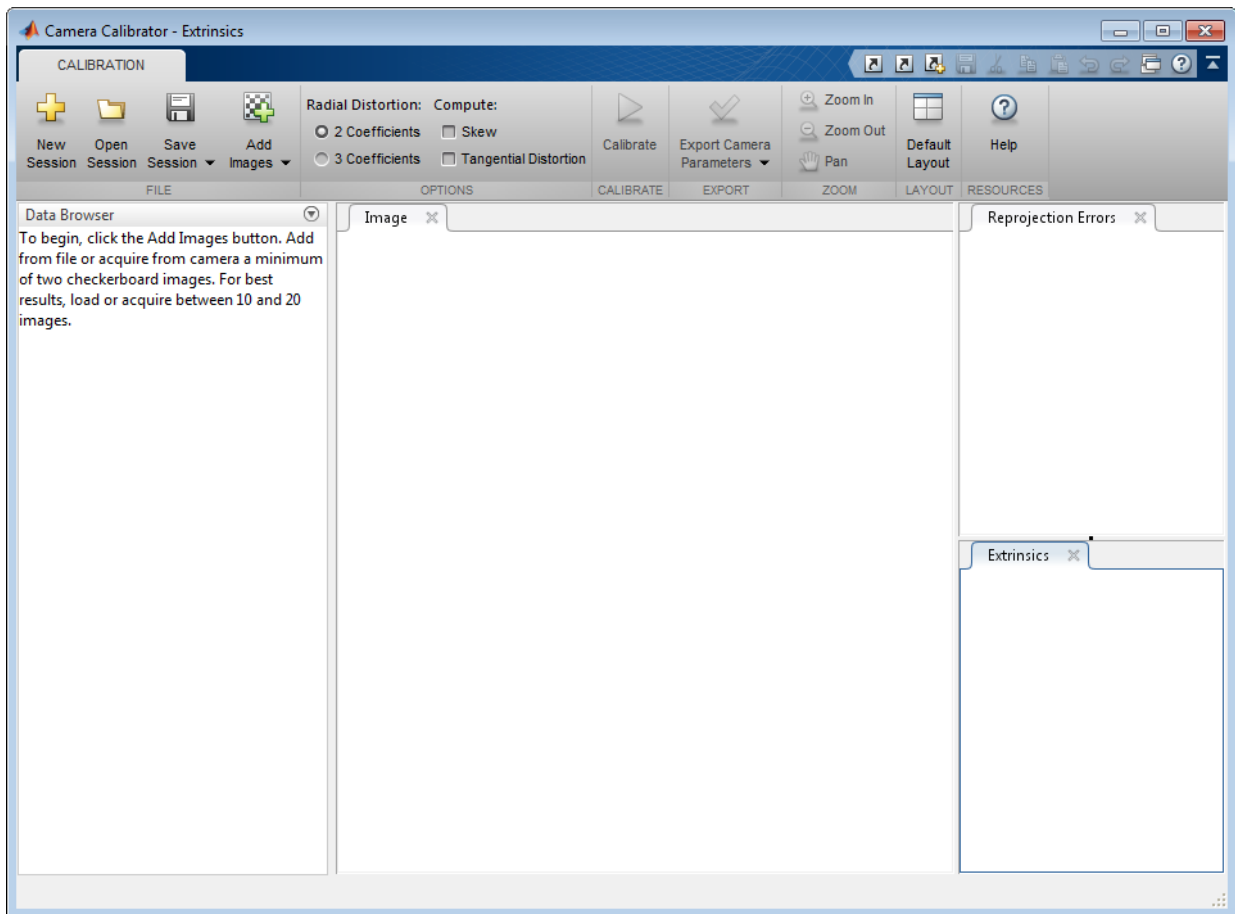 Camera Calibrator - Extrinsics
CALIBRATION
New Session
Open Session
Save Session
Add Images
FILE
Radial Distortion:
2 Coefficients
3 Coefficients
Compute:
Skew
Tangential Distortion
OPTIONS
Calibrate
CALIBRATE
Export Camera Parameters
EXPORT
Zoom In
Zoom Out
Pan
ZOOM
Default Layout
LAYOUT
Help
RESOURCES
Data Browser
To begin, click the Add Images button. Add
from file or acquire from camera a minimum
of two checkerboard images. For best
results, load or acquire between 10 and 20
images.
Image
Reprojection Errors
Extrinsics